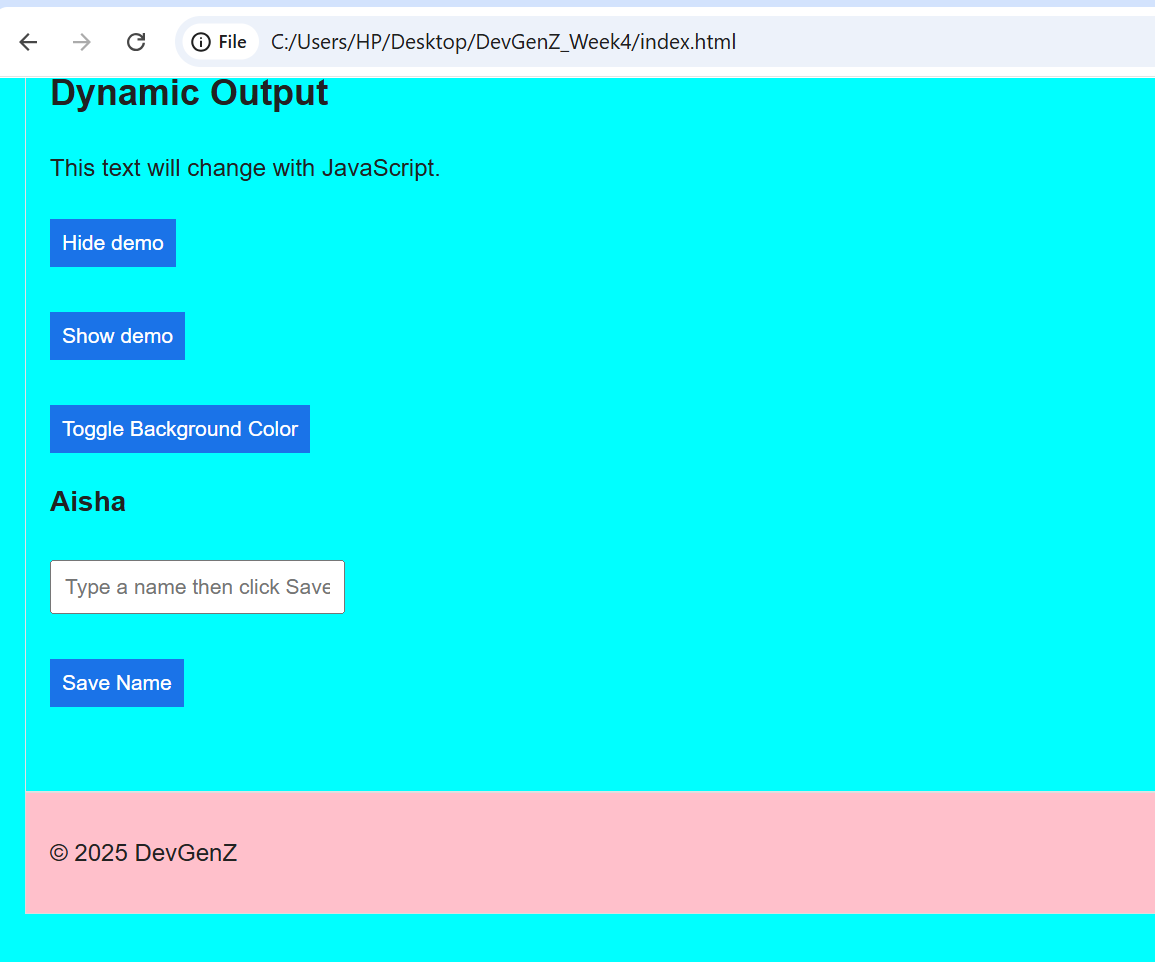 File C:/Users/HP/Desktop/DevGenZ_Week4/index.html
Dynamic Output
This text will change with JavaScript.
Hide demo
Show demo
Toggle Background Color
Aisha
Type a name then click Save
Save Name
© 2025 DevGenZ